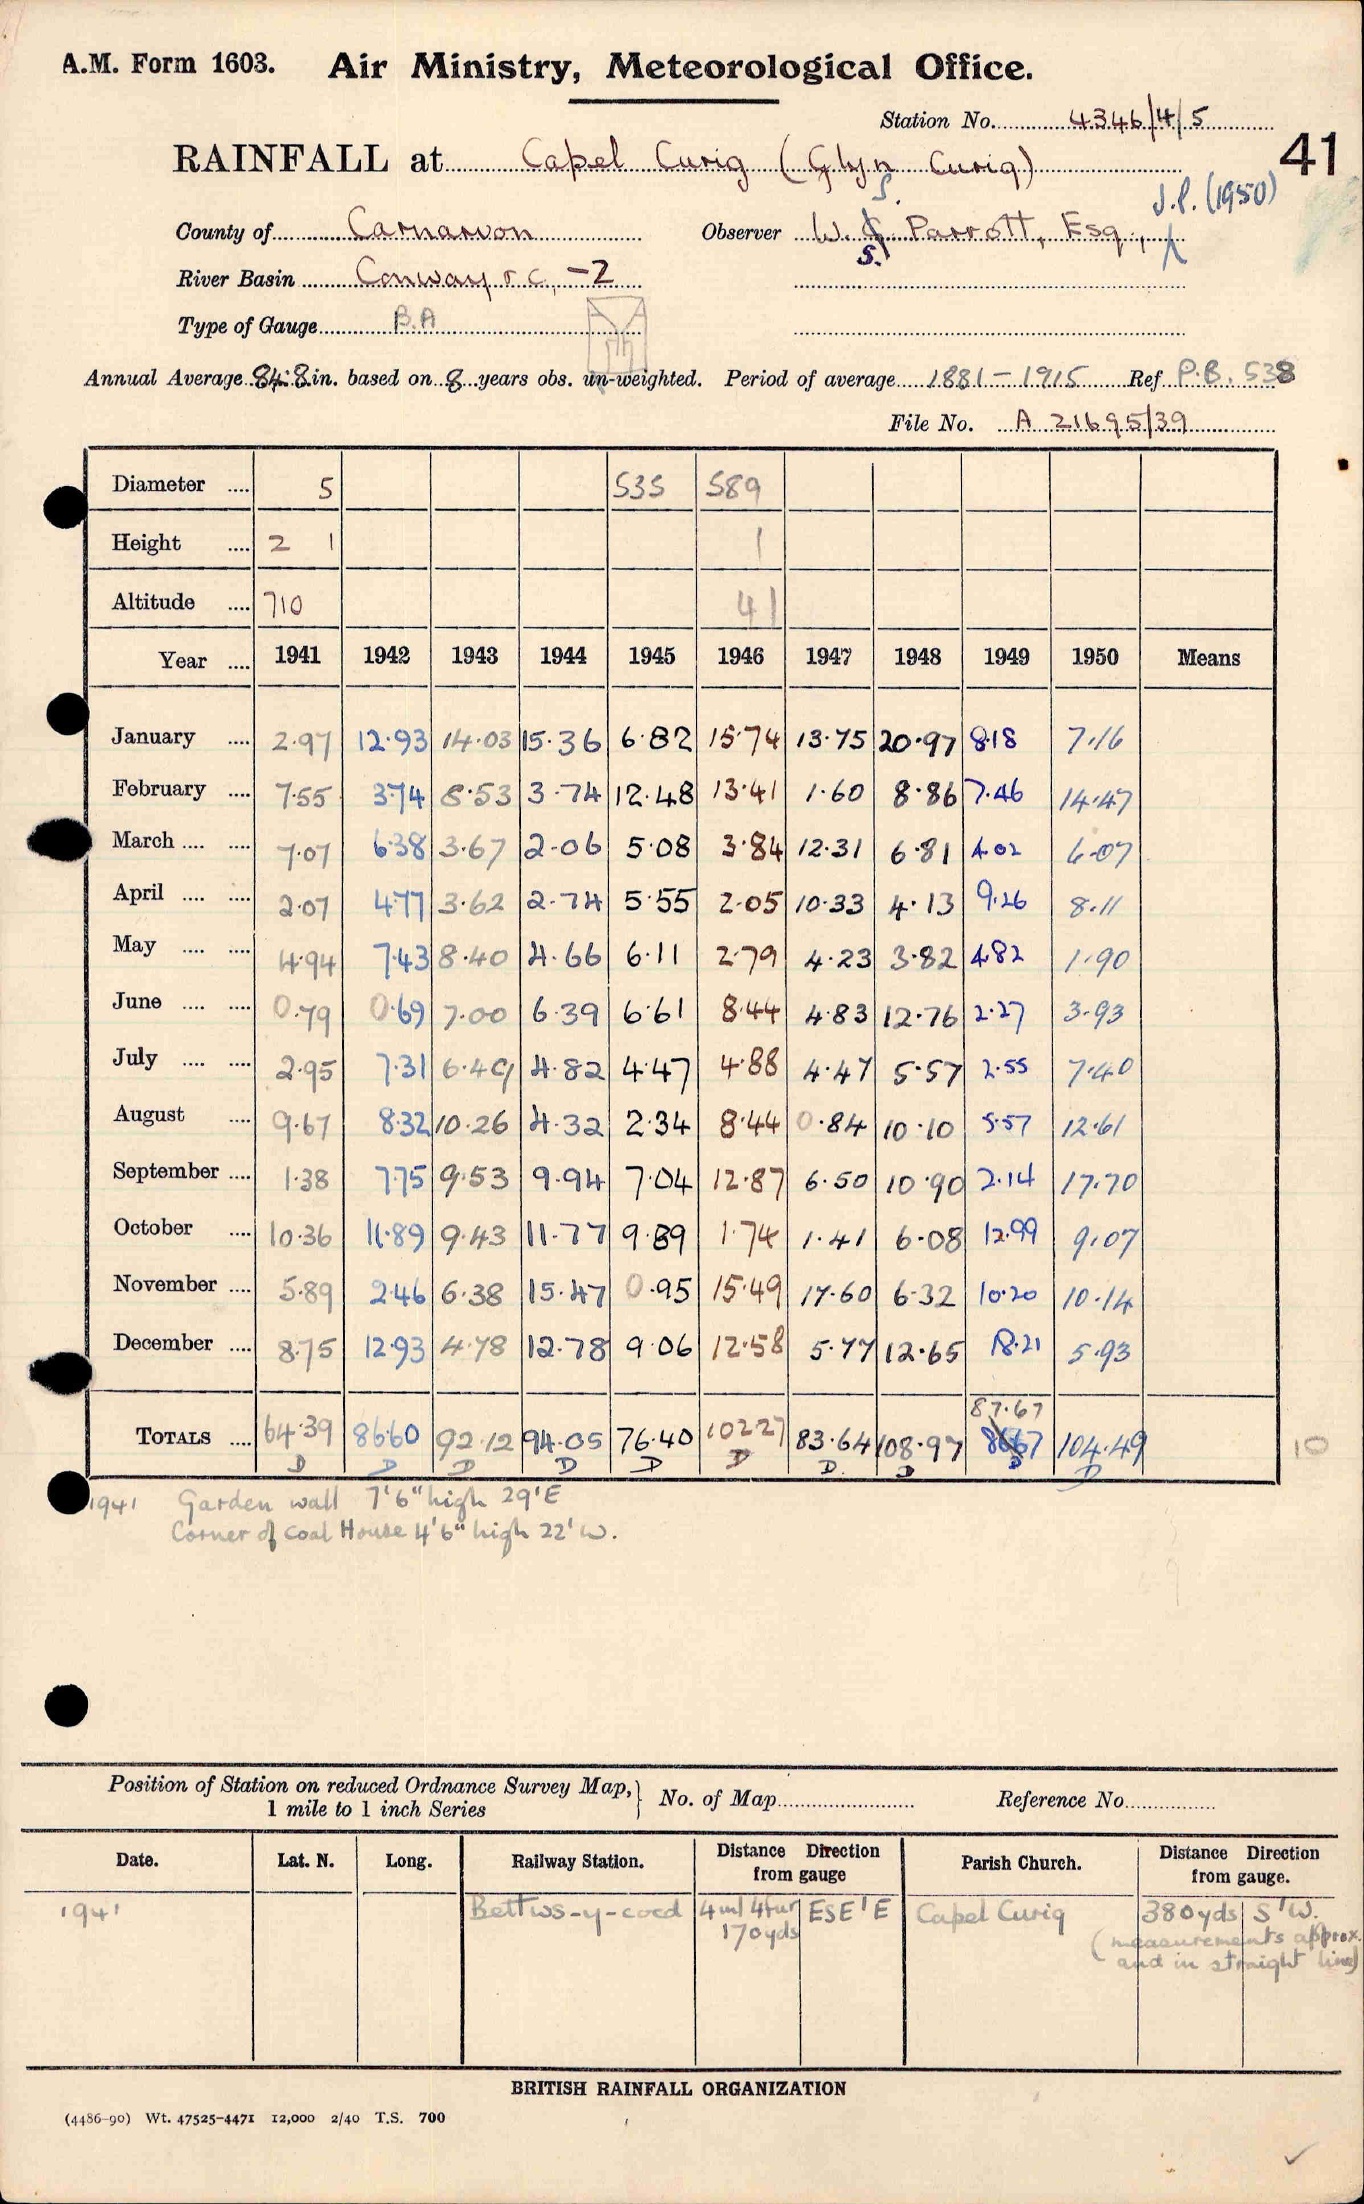 A.M. Form 1603. Air Ministry, Meteorological Office.
Station No. 4346/4/5
41
RAINFALL at Capel Curig (Glyn Curig)
J.P. (1950)
County of Carnarvon Observer W. S. Parrott, Esq.,
River Basin Conway r c, -2
Type of Gauge B.A
Annual Average 84.8 in. based on 8 years obs. un-weighted. Period of average 1881-1915 Ref P.B. 538
File No. A 21695/39
Diameter .... 5 535 589
Height .... 2 1 1
Altitude .... 710 41
Year .... 1941 1942 1943 1944 1945 1946 1947 1948 1949 1950 Means
January .... 2.97 12.93 14.03 15.36 6.82 15.74 13.75 20.97 8.18 7.16
February .... 7.55 3.74 8.53 3.74 12.48 13.41 1.60 8.86 7.46 14.47
March .... .... 7.07 6.38 3.67 2.06 5.08 3.84 12.31 6.81 4.02 6.07
April .... .... 2.07 4.77 3.62 2.74 5.55 2.05 10.33 4.13 9.26 8.11
May .... .... 4.94 7.43 8.40 4.66 6.11 2.79 4.23 3.82 4.82 1.90
June .... .... 0.79 0.69 7.00 6.39 6.61 8.44 4.83 12.76 2.27 3.93
July .... .... 2.95 7.31 6.49 4.82 4.47 4.88 4.47 5.57 2.55 7.40
August .... 9.67 8.32 10.26 4.32 2.34 8.44 0.84 10.10 5.57 12.61
September .... 1.38 7.75 9.53 9.94 7.04 12.87 6.50 10.90 2.14 17.70
October .... 10.36 11.89 9.43 11.77 9.89 1.74 1.41 6.08 12.99 9.07
November .... 5.89 2.46 6.38 15.47 0.95 15.49 17.60 6.32 10.20 10.14
December .... 8.75 12.93 4.78 12.78 9.06 12.58 5.77 12.65 18.21 5.93
87.67
TOTALS .... 64.39 86.60 92.12 94.05 76.40 102.27 83.64 108.97 86.67 104.49 10
D D D D D D D. D D D
1941 Garden wall 7'6" high 29'E
Corner of Coal House 4'6" high 22'W.
Position of Station on reduced Ordnance Survey Map, } No. of Map Reference No.
1 mile to 1 inch Series
Date. Lat. N. Long. Railway Station. Distance Direction from gauge Parish Church. Distance Direction from gauge.
1941 Bettws-y-coed 4ml 4fur ESE'E Capel Curig 380yds S'W.
170yds (measurements approx.
and in straight line)
BRITISH RAINFALL ORGANIZATION
(4486-90) Wt. 47525-4471 12,000 2/40 T.S. 700